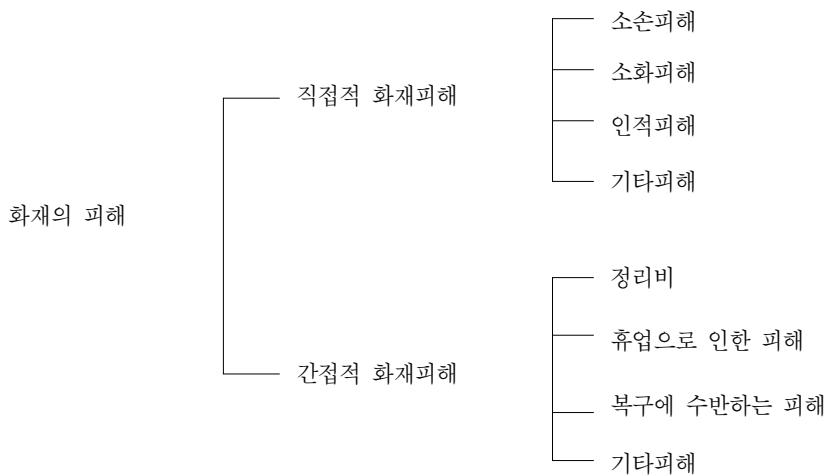 화재의 피해
직접적 화재피해
소손피해
소화피해
인적피해
기타피해
간접적 화재피해
정리비
휴업으로 인한 피해
복구에 수반하는 피해
기타피해